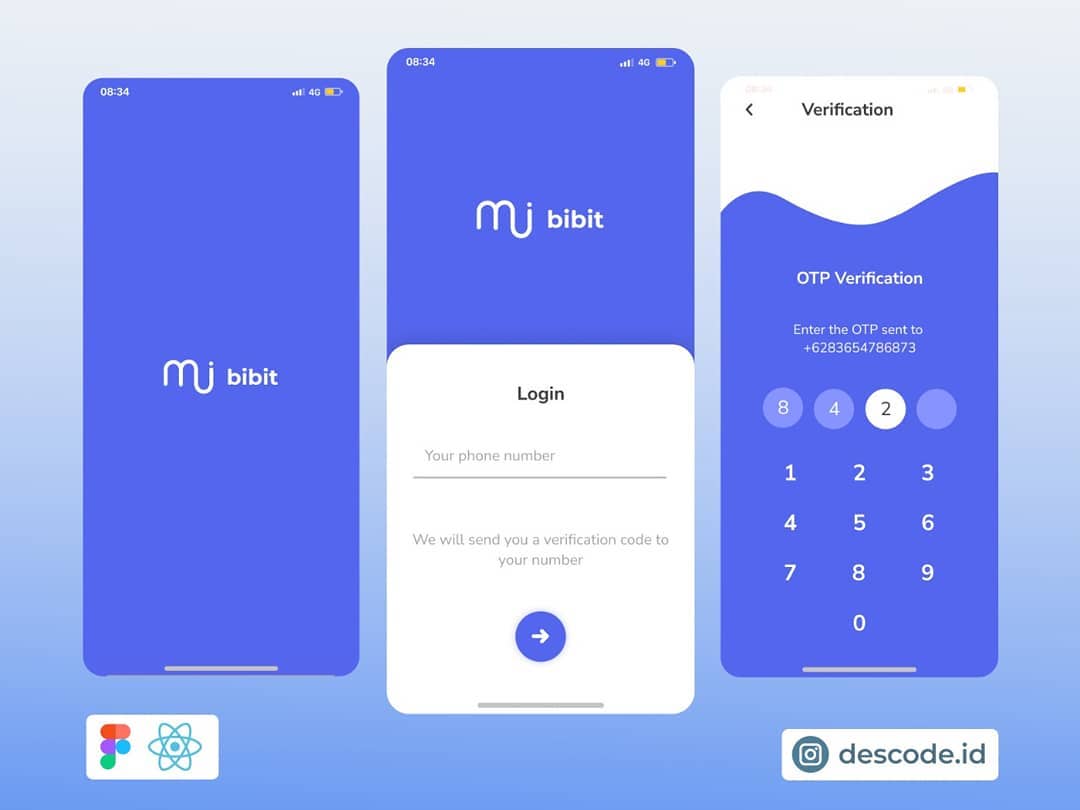 08:34
4G
bibit
08:34
4G
bibit
Login
Your phone number
We will send you a verification code to
your number
08:34
Verification
OTP Verification
Enter the OTP sent to
+6283654786873
8 4 2
1 2 3
4 5 6
7 8 9
0
descode.id